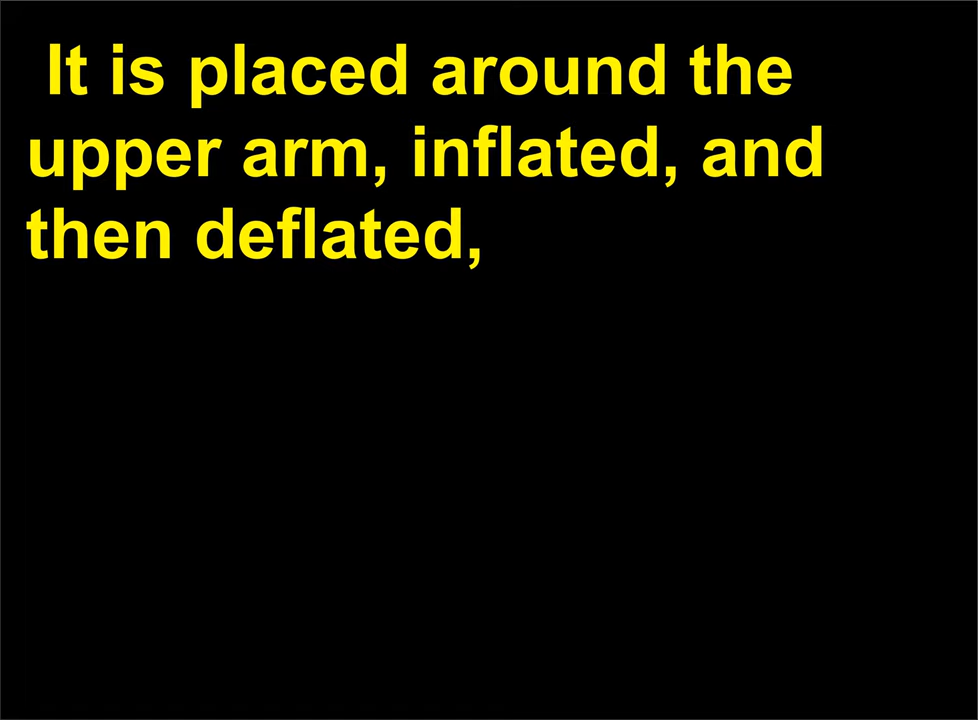 It is placed around the
upper arm, inflated, and
then deflated,